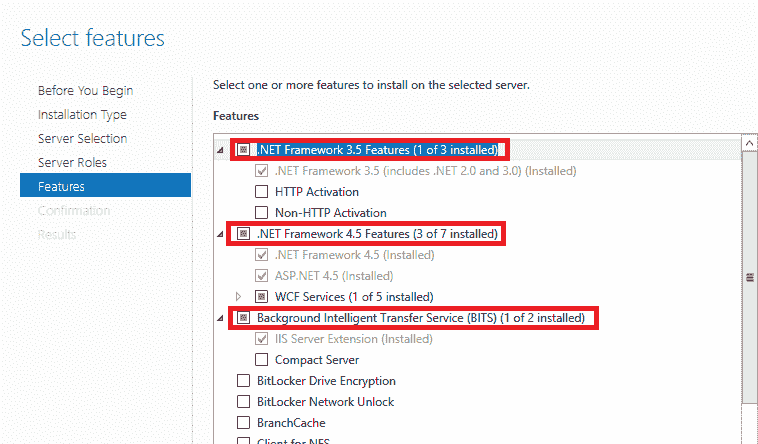 Select features
Before You Begin
Installation Type
Server Selection
Server Roles
Features
Confirmation
Results
Select one or more features to install on the selected server.
Features
.NET Framework 3.5 Features (1 of 3 installed)
.NET Framework 3.5 (includes .NET 2.0 and 3.0) (Installed)
HTTP Activation
Non-HTTP Activation
.NET Framework 4.5 Features (3 of 7 installed)
.NET Framework 4.5 (Installed)
ASP.NET 4.5 (Installed)
WCF Services (1 of 5 installed)
Background Intelligent Transfer Service (BITS) (1 of 2 installed)
IIS Server Extension (Installed)
Compact Server
BitLocker Drive Encryption
BitLocker Network Unlock
BranchCache
Client for NFS